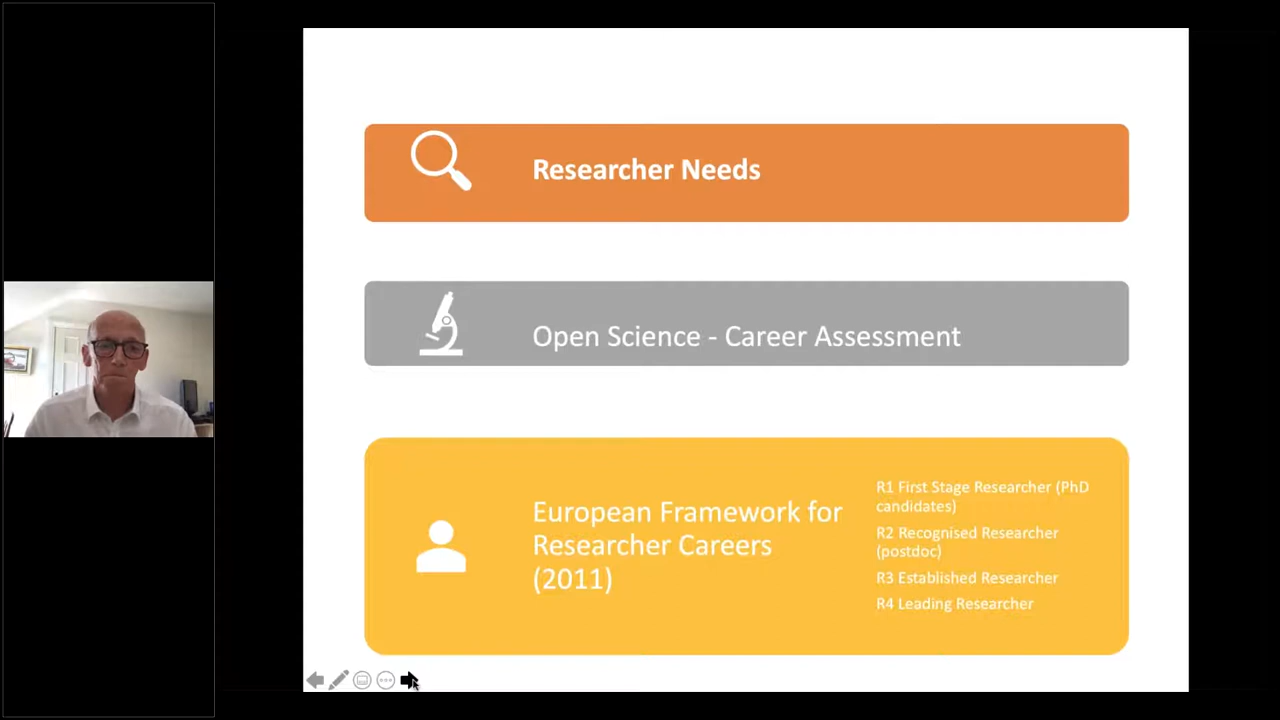 Researcher Needs
Open Science - Career Assessment
European Framework for
Researcher Careers
(2011)
R1 First Stage Researcher (PhD
candidates)
R2 Recognised Researcher
(postdoc)
R3 Established Researcher
R4 Leading Researcher